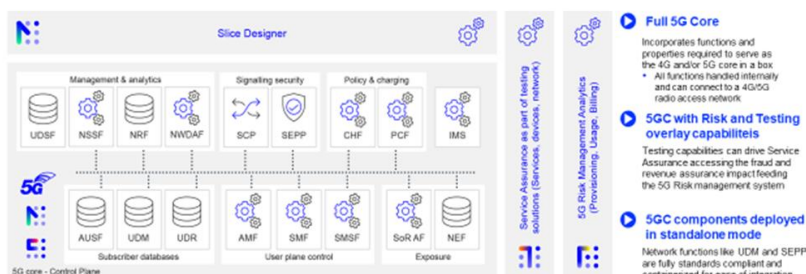 Slice Designer
Management & analytics
Signalling security
Policy & charging
UDSF
NSSF
NRF
NWDAF
SCP
SEPP
CHF
PCF
IMS
5G
AUSF
UDM
UDR
AMF
SMF
SMSF
SoR AF
NEF
Subscriber databases
User plane control
Exposure
5G core - Control Plane
Service Assurance as part of testing
solutions (Services, devices, network)
5G Risk Management Analytics
(Provisioning, Usage, Billing)
Full 5G Core
Incorporates functions and
properties required to serve as
the 4G and/or 5G core in a box
• All functions handled internally
and can connect to a 4G/5G
radio access network
5GC with Risk and Testing
overlay capabiliteis
Testing capabilities can drive Service
Assurance accessing the fraud and
revenue assurance impact feeding
the 5G Risk management system
5GC components deployed
in standalone mode
Network functions like UDM and SEPP
are fully standards compliant and
containerized for ease of integration